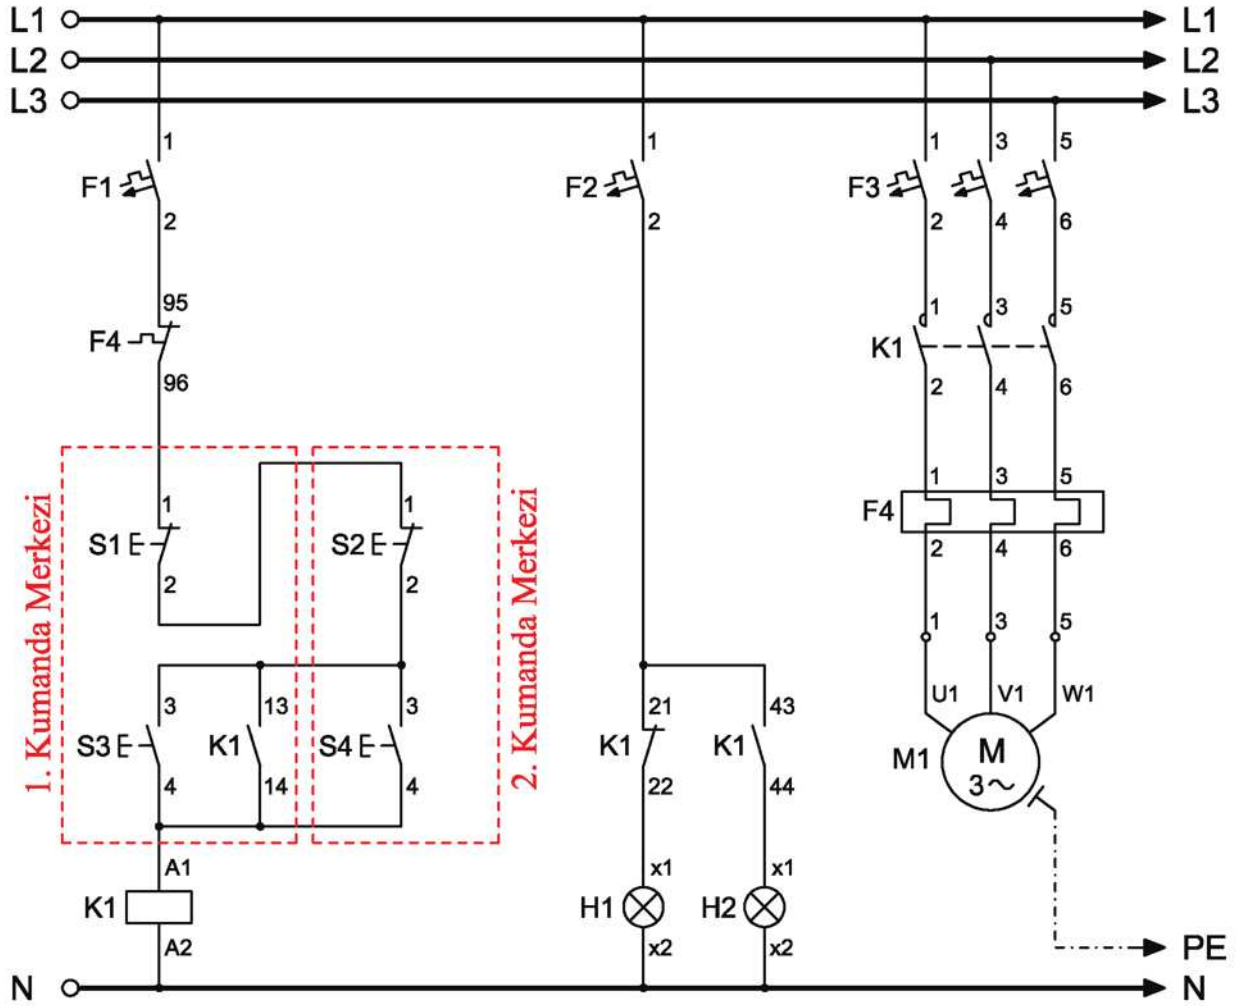 L1 L1
L2 L2
L3 L3
1 1 1 3 5
F1 F2 F3
2 2 2 4 6
95 1 3 5
F4 K1
96 2 4 6
1. Kumanda Merkezi
2. Kumanda Merkezi
1 1 1 3 5
S1 S2 F4
2 2 2 4 6
1 3 5
3 13 3 21 43 U1 V1 W1
S3 K1 S4 K1 K1 M1 M
3~
4 14 4 22 44
A1 x1 x1
K1 H1 H2
A2 x2 x2 PE
N N